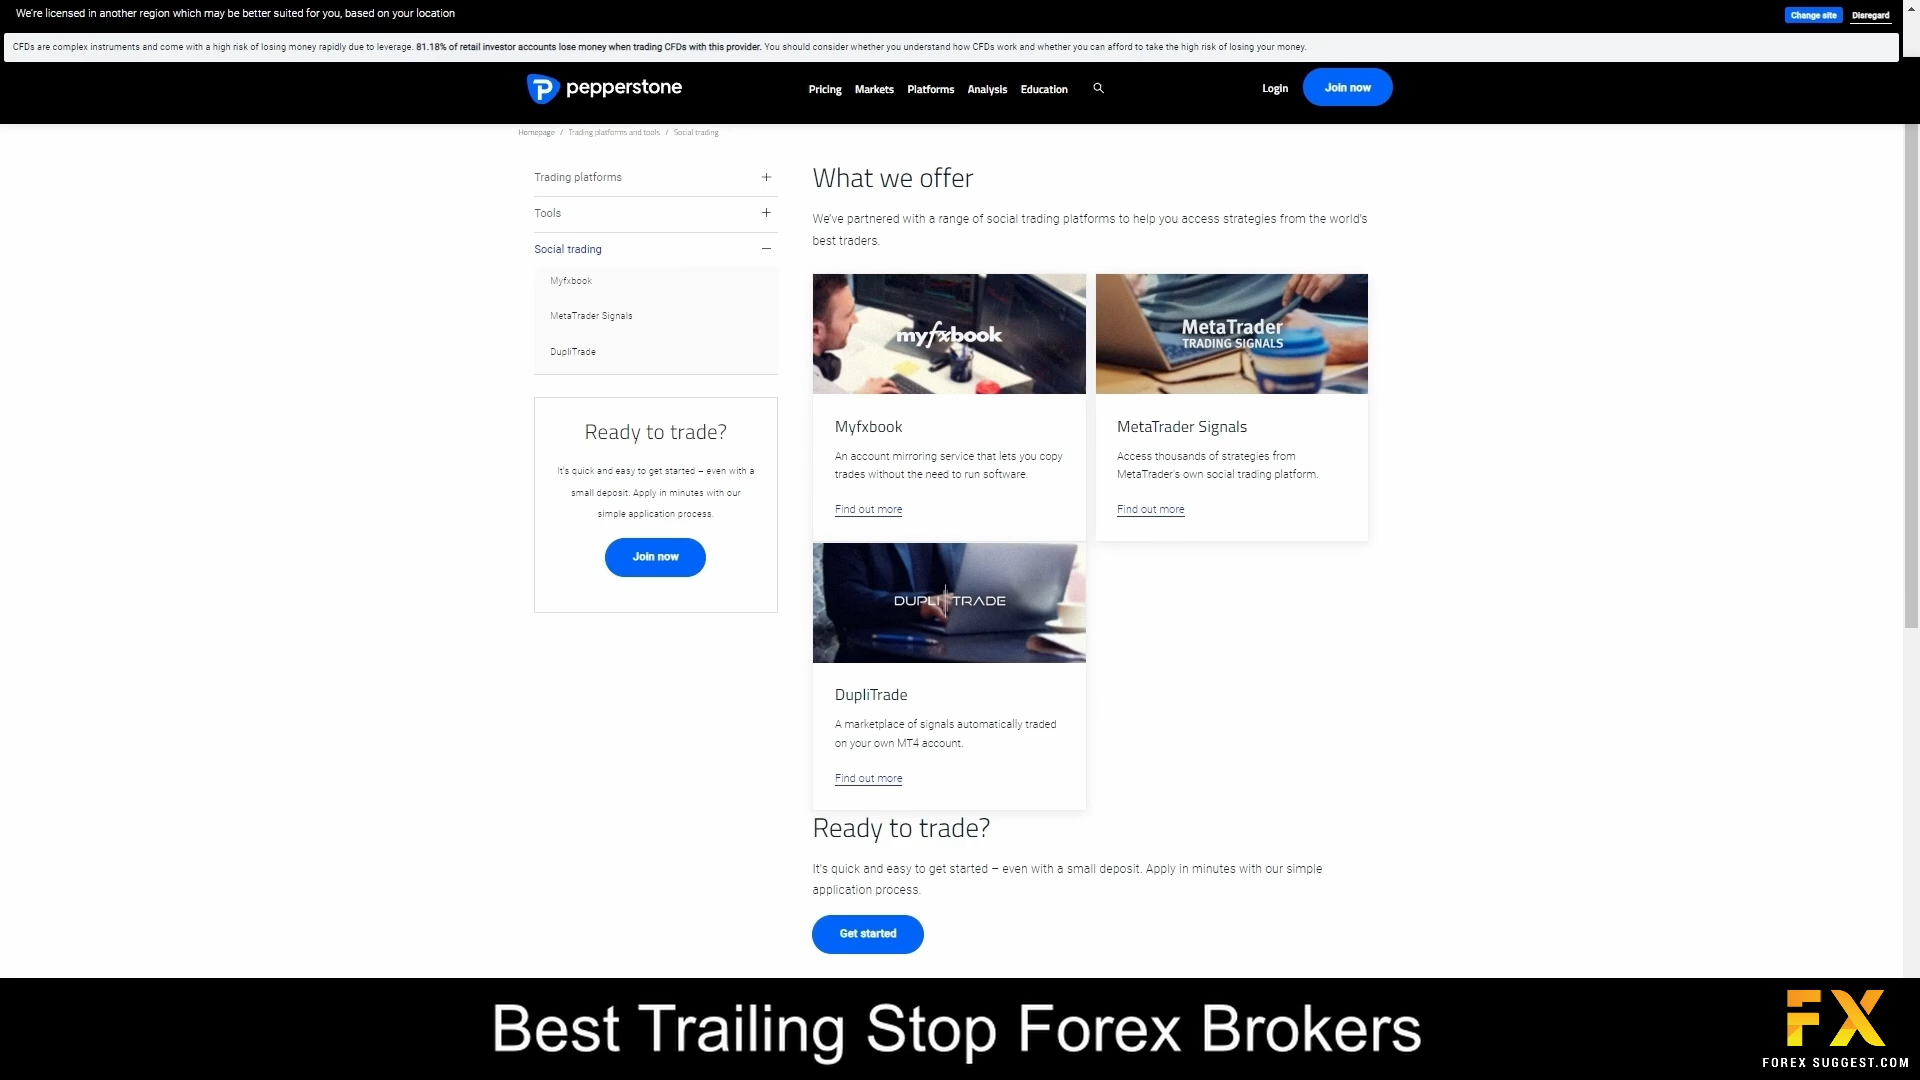 We're licensed in another region which may be better suited for you, based on your location
Change site
Disregard
CFDs are complex instruments and come with a high risk of losing money rapidly due to leverage. 81.18% of retail investor accounts lose money when trading CFDs with this provider. You should consider whether you understand how CFDs work and whether you can afford to take the high risk of losing your money.
pepperstone
Pricing Markets Platforms Analysis Education
Login
Join now
Homepage / Trading platforms and tools / Social trading
Trading platforms
Tools
Social trading
Myfxbook
MetaTrader Signals
DupliTrade
Ready to trade?
It's quick and easy to get started – even with a
small deposit. Apply in minutes with our
simple application process.
Join now
What we offer
We've partnered with a range of social trading platforms to help you access strategies from the world's
best traders.
myfxbook
Myfxbook
An account mirroring service that lets you copy
trades without the need to run software.
Find out more
MetaTrader
TRADING SIGNALS
MetaTrader Signals
Access thousands of strategies from
MetaTrader's own social trading platform.
Find out more
DUPLI TRADE
DupliTrade
A marketplace of signals automatically traded
on your own MT4 account.
Find out more
Ready to trade?
It's quick and easy to get started – even with a small deposit. Apply in minutes with our simple
application process.
Get started
Best Trailing Stop Forex Brokers
FX
FOREX SUGGEST.COM